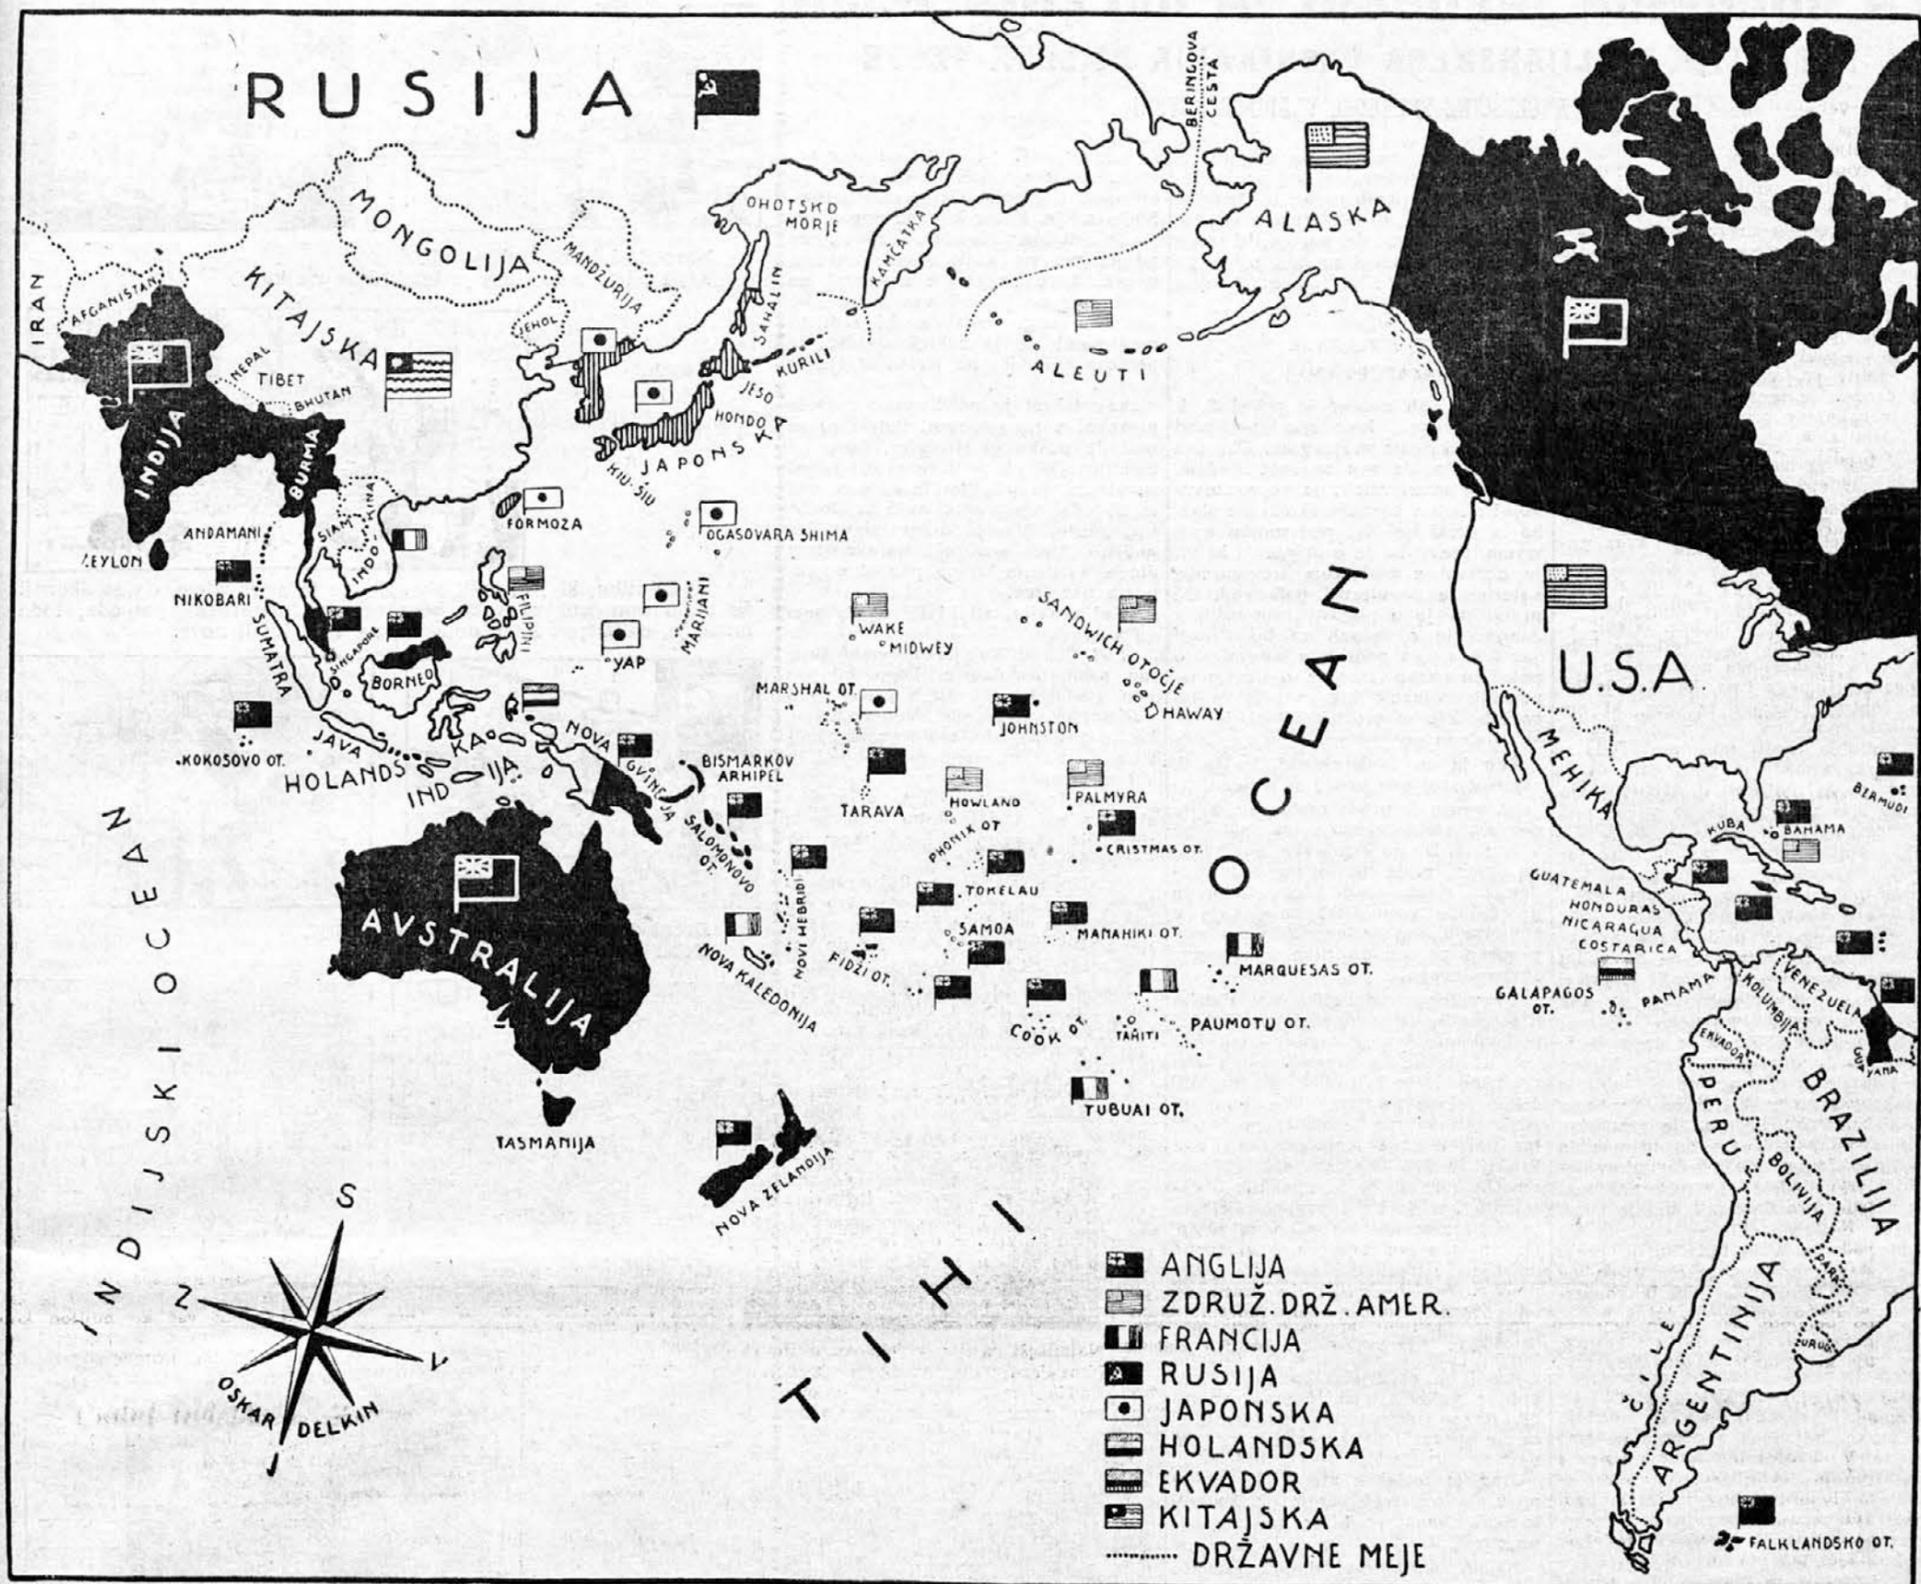 RUSIJA
BERINGOVA
CESTA
ALASKA
OHOTSKO
MORJE
KAMČATKA
MONGOLIJA
MANDŽURIJA
SAHALIN
IRAN
AFGANISTAN
KITAJSKA
JEHOL
KURILI
ALEUTI
K
NEPAL
TIBET
BHUTAN
JESO
HONDO
JAPONSKA
KIU-SIU
INDIJA
BURMA
SIAM
INDO-KINA
FORMOZA
OGASOVARA SHIMA
ANDAMANI
ZEYLON
NIKOBARI
FILIPINI
MARIJANI
YAP
WAKE
MIDWEY
SANDWICH OTOČJE
HAWAY
SUMATRA
SINGAPORE
BORNEO
MARSHAL OT.
JOHNSTON
U.S.A.
MEHIKA
KOKOSOVO OT.
JAVA
HOLANDSKA
INDIJA
NOVA
GVINEJA
BISMARKOV
ARHIPEL
TARAVA
HOWLAND
PALMYRA
PHONIX OT
CRISTMAS OT.
BERMUDI
KUBA
BAHAMA
SALOMONOVO
OT.
NOVI HEBRIDI
TOKELAU
SAMOA
MANAHIKI OT.
GUATEMALA
HONDURAS
NICARAGUA
COSTARICA
AVSTRALIJA
NOVA KALEDONIJA
FIDŽI OT.
MARQUESAS OT.
GALAPAGOS
OT.
PANAMA
KOLUMBIJA
VENEZUELA
COOK OT.
TAHITI
PAUMOTU OT.
EKVADOR
GUYANA
TUBUAI OT.
PERU
BRAZILIJA
BOLIVIJA
TASMANIJA
NOVA ZELANDIJA
INDIJSKI OCEAN
TIHI OCEAN
S
Z
V
J
OSKAR DELKIN
PAR.
URUG.
ČILE
ARGENTINIJA
FALKLANDSKO OT.
ANGLIJA
ZDRUŽ. DRŽ. AMER.
FRANCIJA
RUSIJA
JAPONSKA
HOLANDSKA
EKVADOR
KITAJSKA
DRŽAVNE MEJE